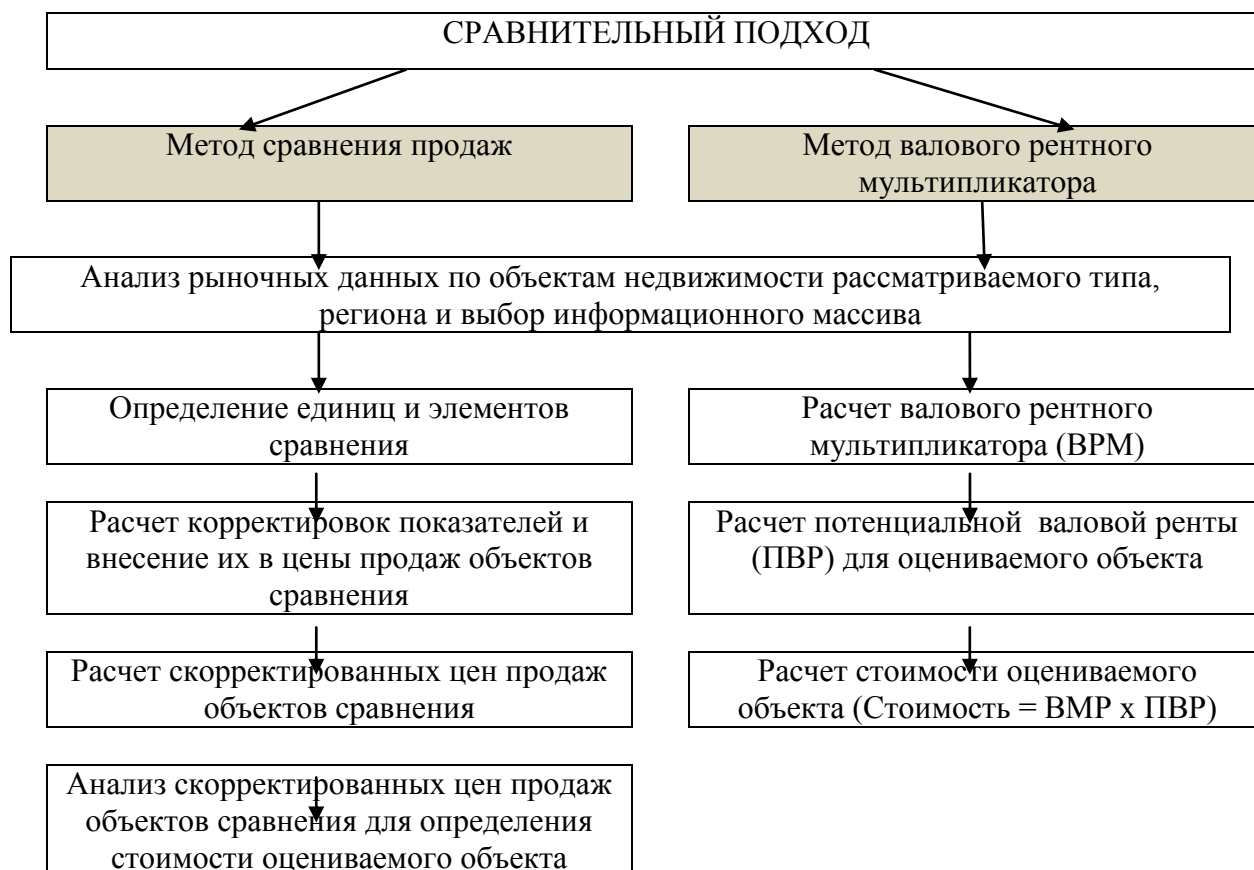 СРАВНИТЕЛЬНЫЙ ПОДХОД
Метод сравнения продаж
Метод валового рентного
мультипликатора
Анализ рыночных данных по объектам недвижимости рассматриваемого типа,
региона и выбор информационного массива
Определение единиц и элементов
сравнения
Расчет валового рентного
мультипликатора (ВРМ)
Расчет корректировок показателей и
внесение их в цены продаж объектов
сравнения
Расчет потенциальной валовой ренты
(ПВР) для оцениваемого объекта
Расчет скорректированных цен продаж
объектов сравнения
Расчет стоимости оцениваемого
объекта (Стоимость = ВМР х ПВР)
Анализ скорректированных цен продаж
объектов сравнения для определения
стоимости оцениваемого объекта